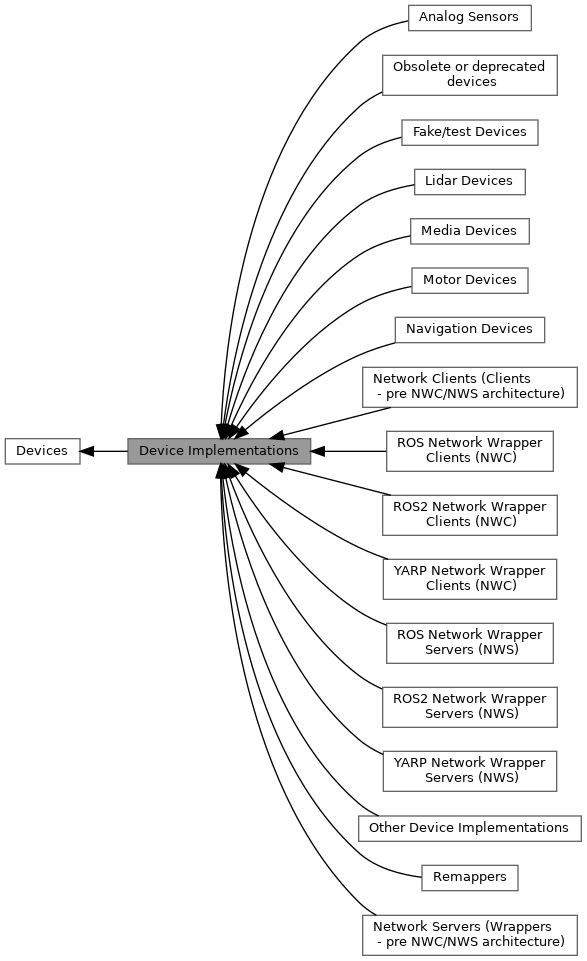 Analog Sensors
Obsolete or deprecated
devices
Fake/test Devices
Lidar Devices
Media Devices
Motor Devices
Navigation Devices
Network Clients (Clients
- pre NWC/NWS architecture)
Devices
Device Implementations
ROS Network Wrapper
Clients (NWC)
ROS2 Network Wrapper
Clients (NWC)
YARP Network Wrapper
Clients (NWC)
ROS Network Wrapper
Servers (NWS)
ROS2 Network Wrapper
Servers (NWS)
YARP Network Wrapper
Servers (NWS)
Other Device Implementations
Remappers
Network Servers (Wrappers
- pre NWC/NWS architecture)